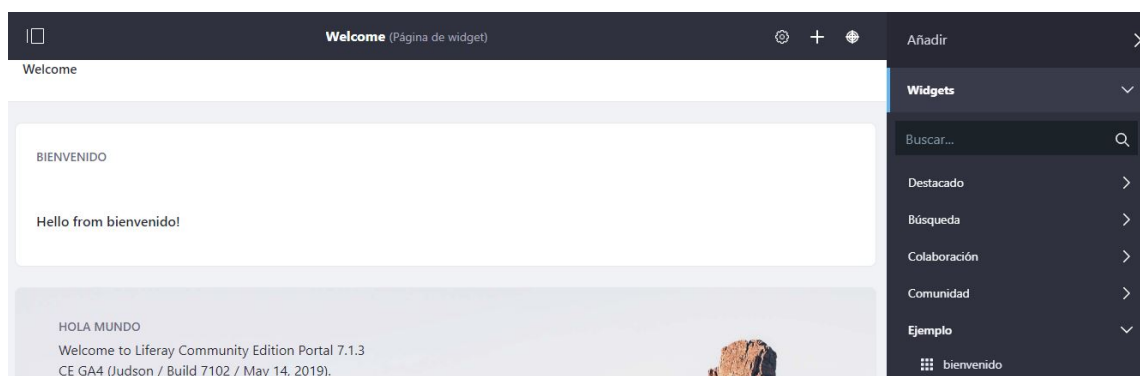 Welcome (Página de widget)
Welcome
BIENVENIDO
Hello from bienvenido!
HOLA MUNDO
Welcome to Liferay Community Edition Portal 7.1.3
CE GA4 (Judson / Build 7102 / May 14, 2019).
Añadir
Widgets
Buscar...
Destacado
Búsqueda
Colaboración
Comunidad
Ejemplo
bienvenido